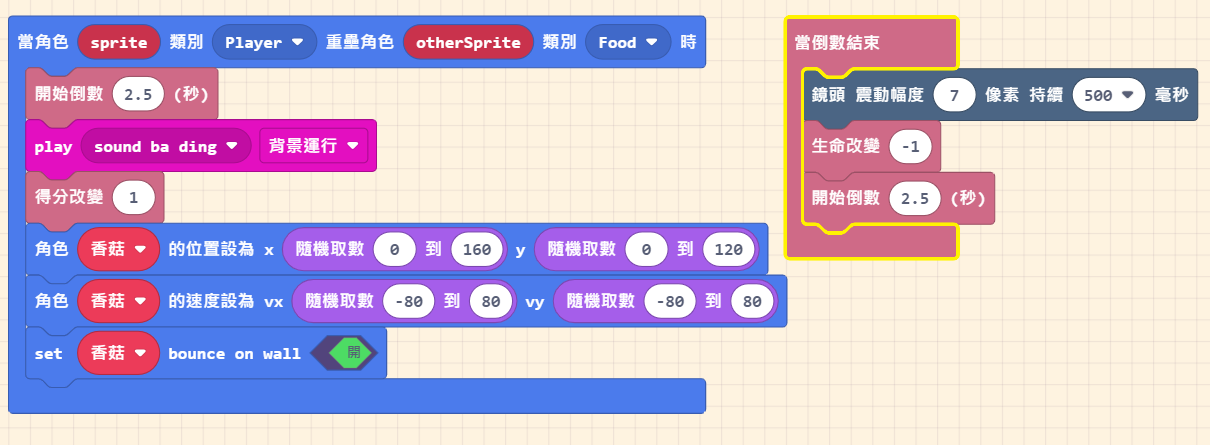 當角色 sprite 類別 Player 重疊角色 otherSprite 類別 Food 時
開始倒數 2.5 (秒)
play sound ba ding 背景運行
得分改變 1
角色 香菇 的位置設為 x 隨機取數 0 到 160 y 隨機取數 0 到 120
角色 香菇 的速度設為 vx 隨機取數 -80 到 80 vy 隨機取數 -80 到 80
set 香菇 bounce on wall 開
當倒數結束
鏡頭 震動幅度 7 像素 持續 500 毫秒
生命改變 -1
開始倒數 2.5 (秒)